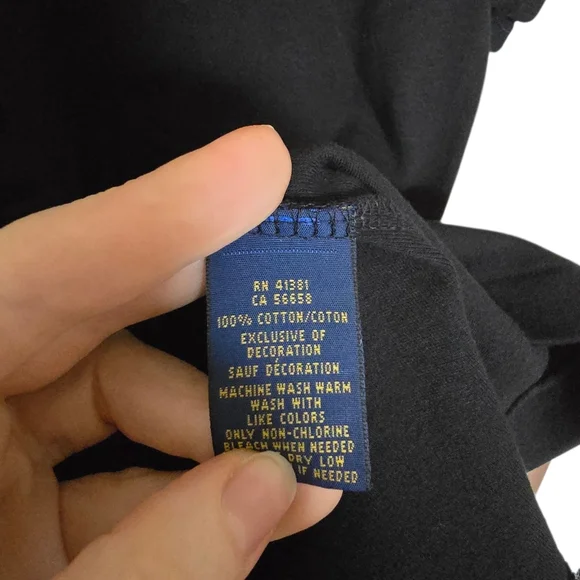 RN 41381
CA 56658
100% COTTON/COTON
EXCLUSIVE OF
DECORATION
SAUF DÉCORATION
MACHINE WASH WARM
WASH WITH
LIKE COLORS
ONLY NON-CHLORINE
BLEACH WHEN NEEDED
DRY LOW
IF NEEDED